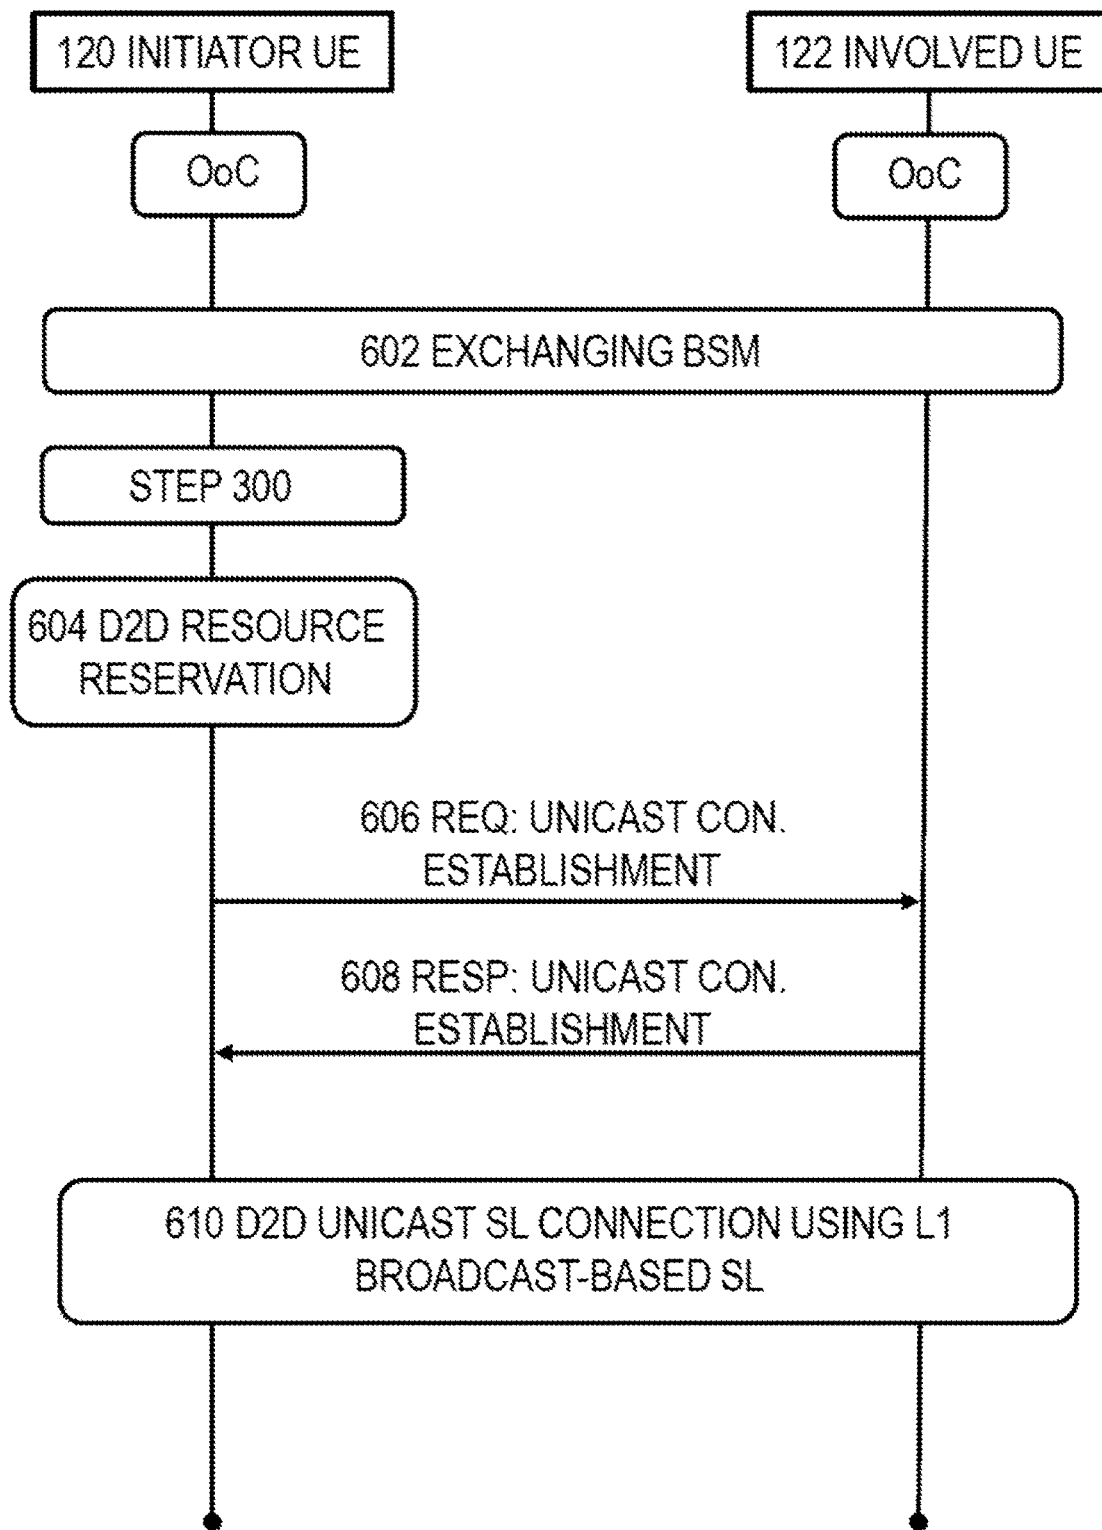 120 INITIATOR UE
122 INVOLVED UE
OoC
OoC
602 EXCHANGING BSM
STEP 300
604 D2D RESOURCE
RESERVATION
606 REQ: UNICAST CON.
ESTABLISHMENT
608 RESP: UNICAST CON.
ESTABLISHMENT
610 D2D UNICAST SL CONNECTION USING L1
BROADCAST-BASED SL